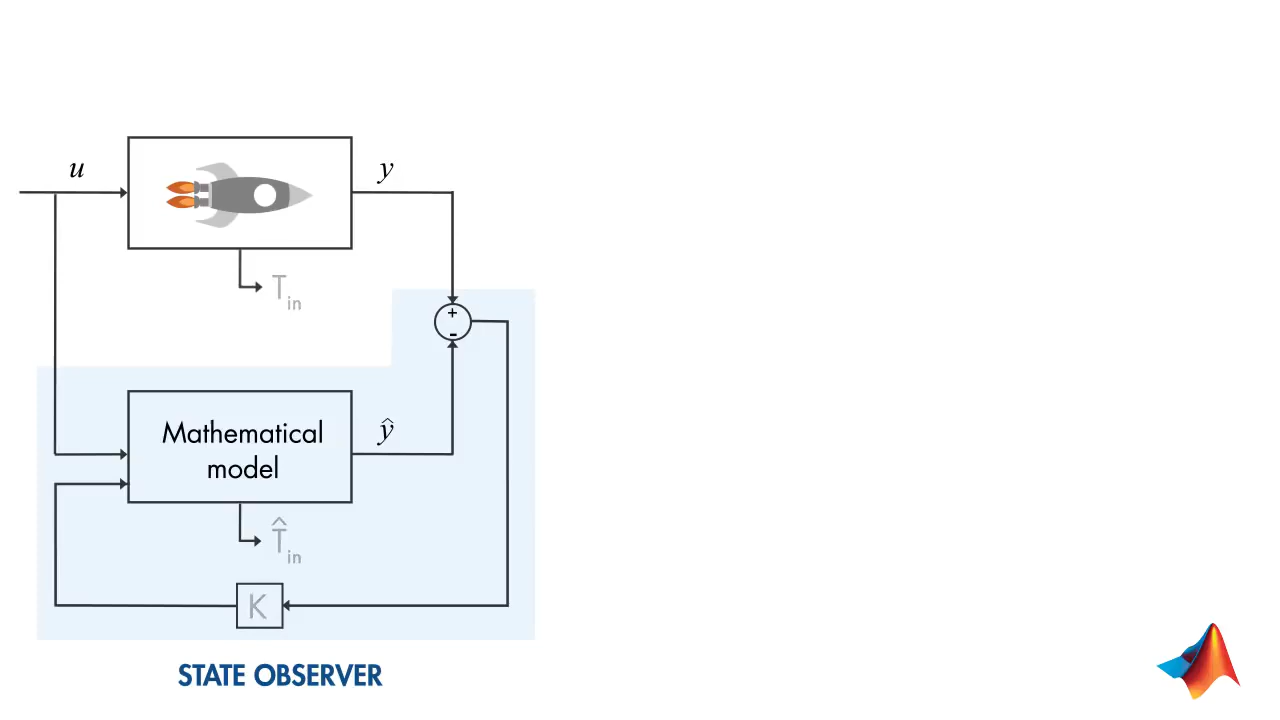 u
y
T_in
+
-
Mathematical
model
ŷ
T̂_in
K
STATE OBSERVER